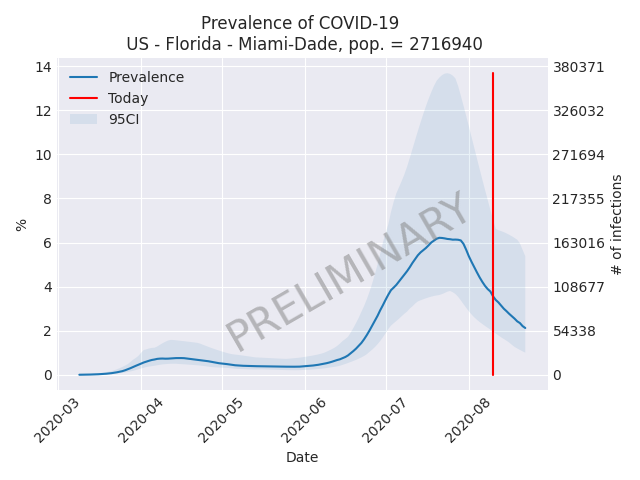 Prevalence of COVID-19
US - Florida - Miami-Dade, pop. = 2716940
14
12
10
8
6
4
2
0
%
Prevalence
Today
95CI
PRELIMINARY
380371
326032
271694
217355
163016
108677
54338
0
# of infections
2020-03
2020-04
2020-05
2020-06
2020-07
2020-08
Date